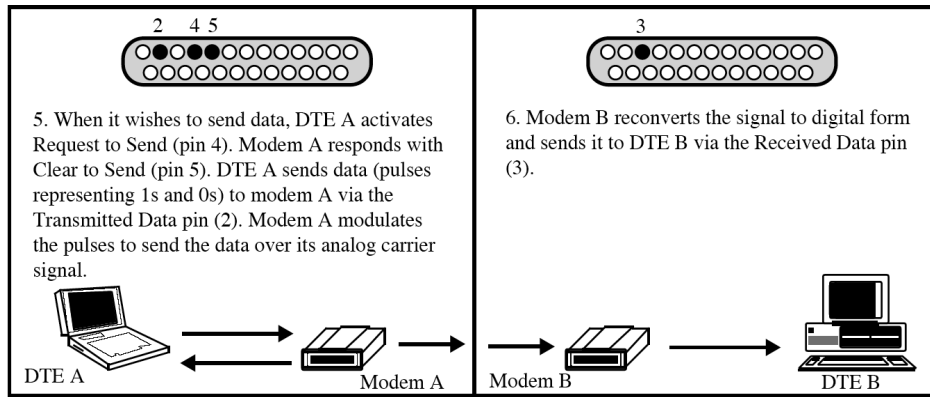 2 4 5
5. When it wishes to send data, DTE A activates
Request to Send (pin 4). Modem A responds with
Clear to Send (pin 5). DTE A sends data (pulses
representing 1s and 0s) to modem A via the
Transmitted Data pin (2). Modem A modulates
the pulses to send the data over its analog carrier
signal.
DTE A
Modem A
3
6. Modem B reconverts the signal to digital form
and sends it to DTE B via the Received Data pin
(3).
Modem B
DTE B